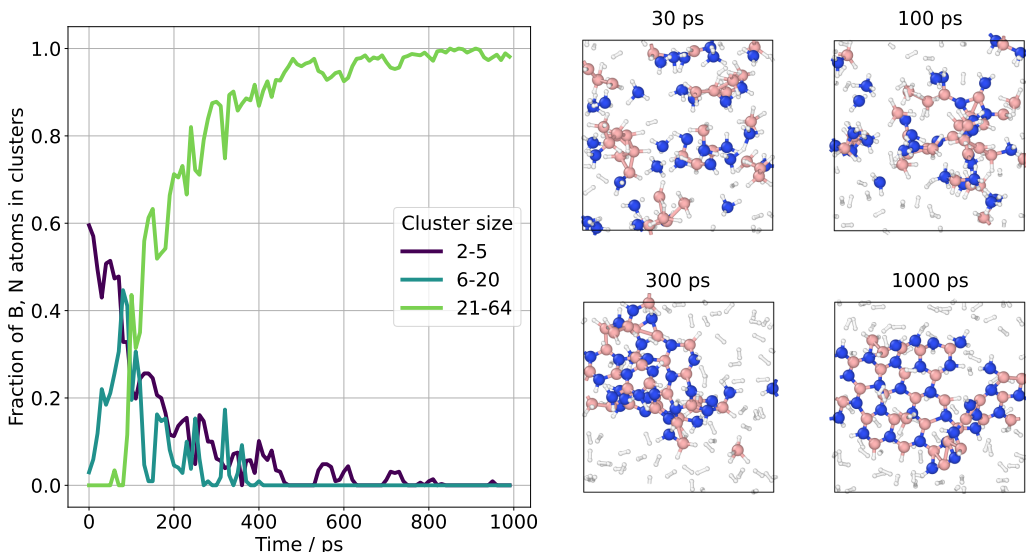 Fraction of B, N atoms in clusters
1.0
0.8
0.6
0.4
0.2
0.0
0
200
400
600
800
1000
Time / ps
Cluster size
2-5
6-20
21-64
30 ps
100 ps
300 ps
1000 ps